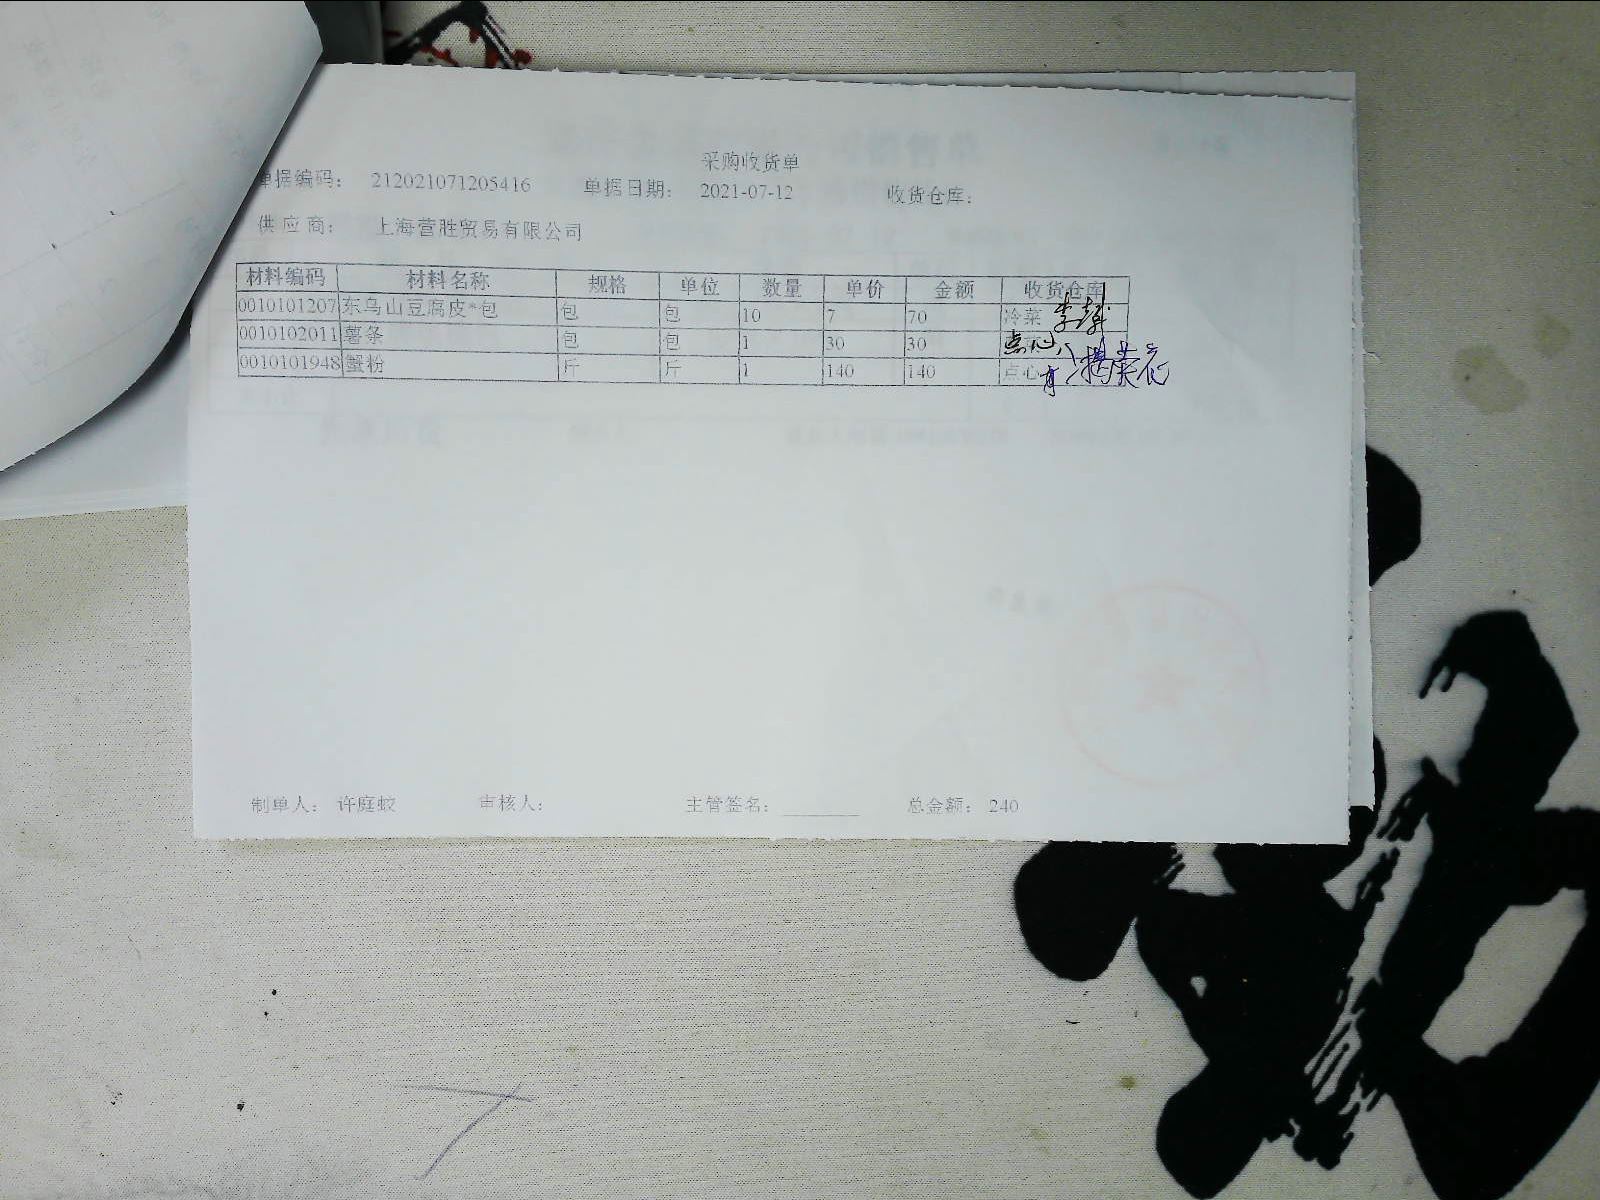 采购收货单
单据编码： 212021071205416 单据日期： 2021-07-12 收货仓库：
供应商： 上海营胜贸易有限公司
材料编码 材料名称 规格 单位 数量 单价 金额 收货仓库
0010101207 东乌山豆腐皮*包 包 包 10 7 70 冷菜
0010102011 薯条 包 包 1 30 30 点心
0010101948 蟹粉 斤 斤 1 140 140 点心
制单人： 许庭蛟 审核人： 主管签名： 总金额： 240